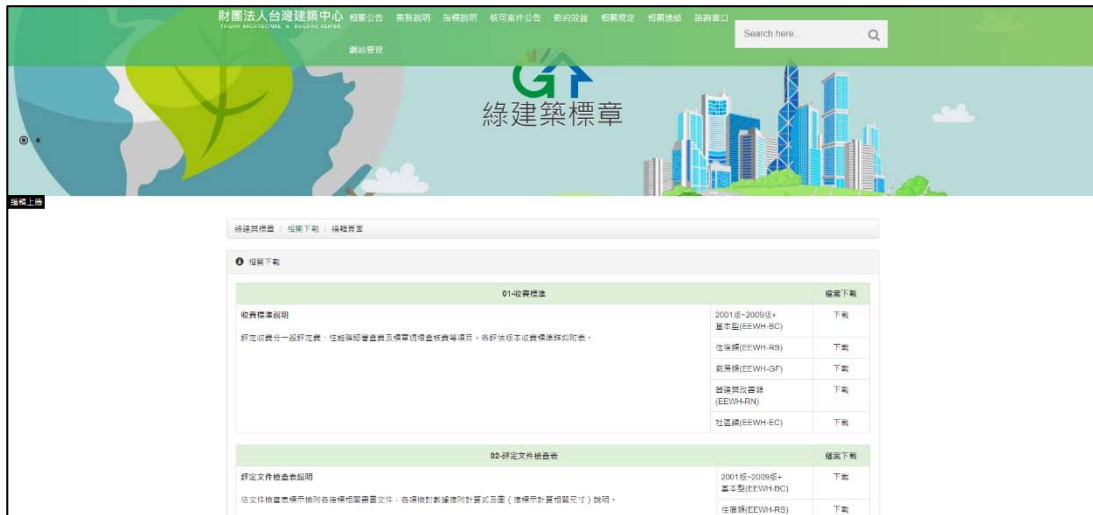 財團法人台灣建築中心
TAIWAN ARCHITECTURE & BUILDING CENTER
相關公告 業務說明 指標說明 核可案件公告 節約效益 相關規定 相關連結 諮詢窗口
網站管理
Search here...
綠建築標章
編輯上傳
綠建築標章 / 相關下載 / 編輯頁面
相關下載
01-收費標準 檔案下載
收費標準說明
評定收費分一般評定費、性能確認審查費及標章現場查核費等項目，各評估版本收費標準詳如附表。
2001版~2009版+
基本型(EEWH-BC) 下載
住宿類(EEWH-RS) 下載
廠房類(EEWH-GF) 下載
舊建築改善類
(EEWH-RN) 下載
社區類(EEWH-EC) 下載
02-評定文件檢查表 檔案下載
評定文件檢查表說明
依文件檢查表標示檢附各指標相關書圖文件，各項檢討數據應附計算式及圖（應標示計算相關尺寸）說明。
2001版~2009版+
基本型(EEWH-BC) 下載
住宿類(EEWH-RS) 下載